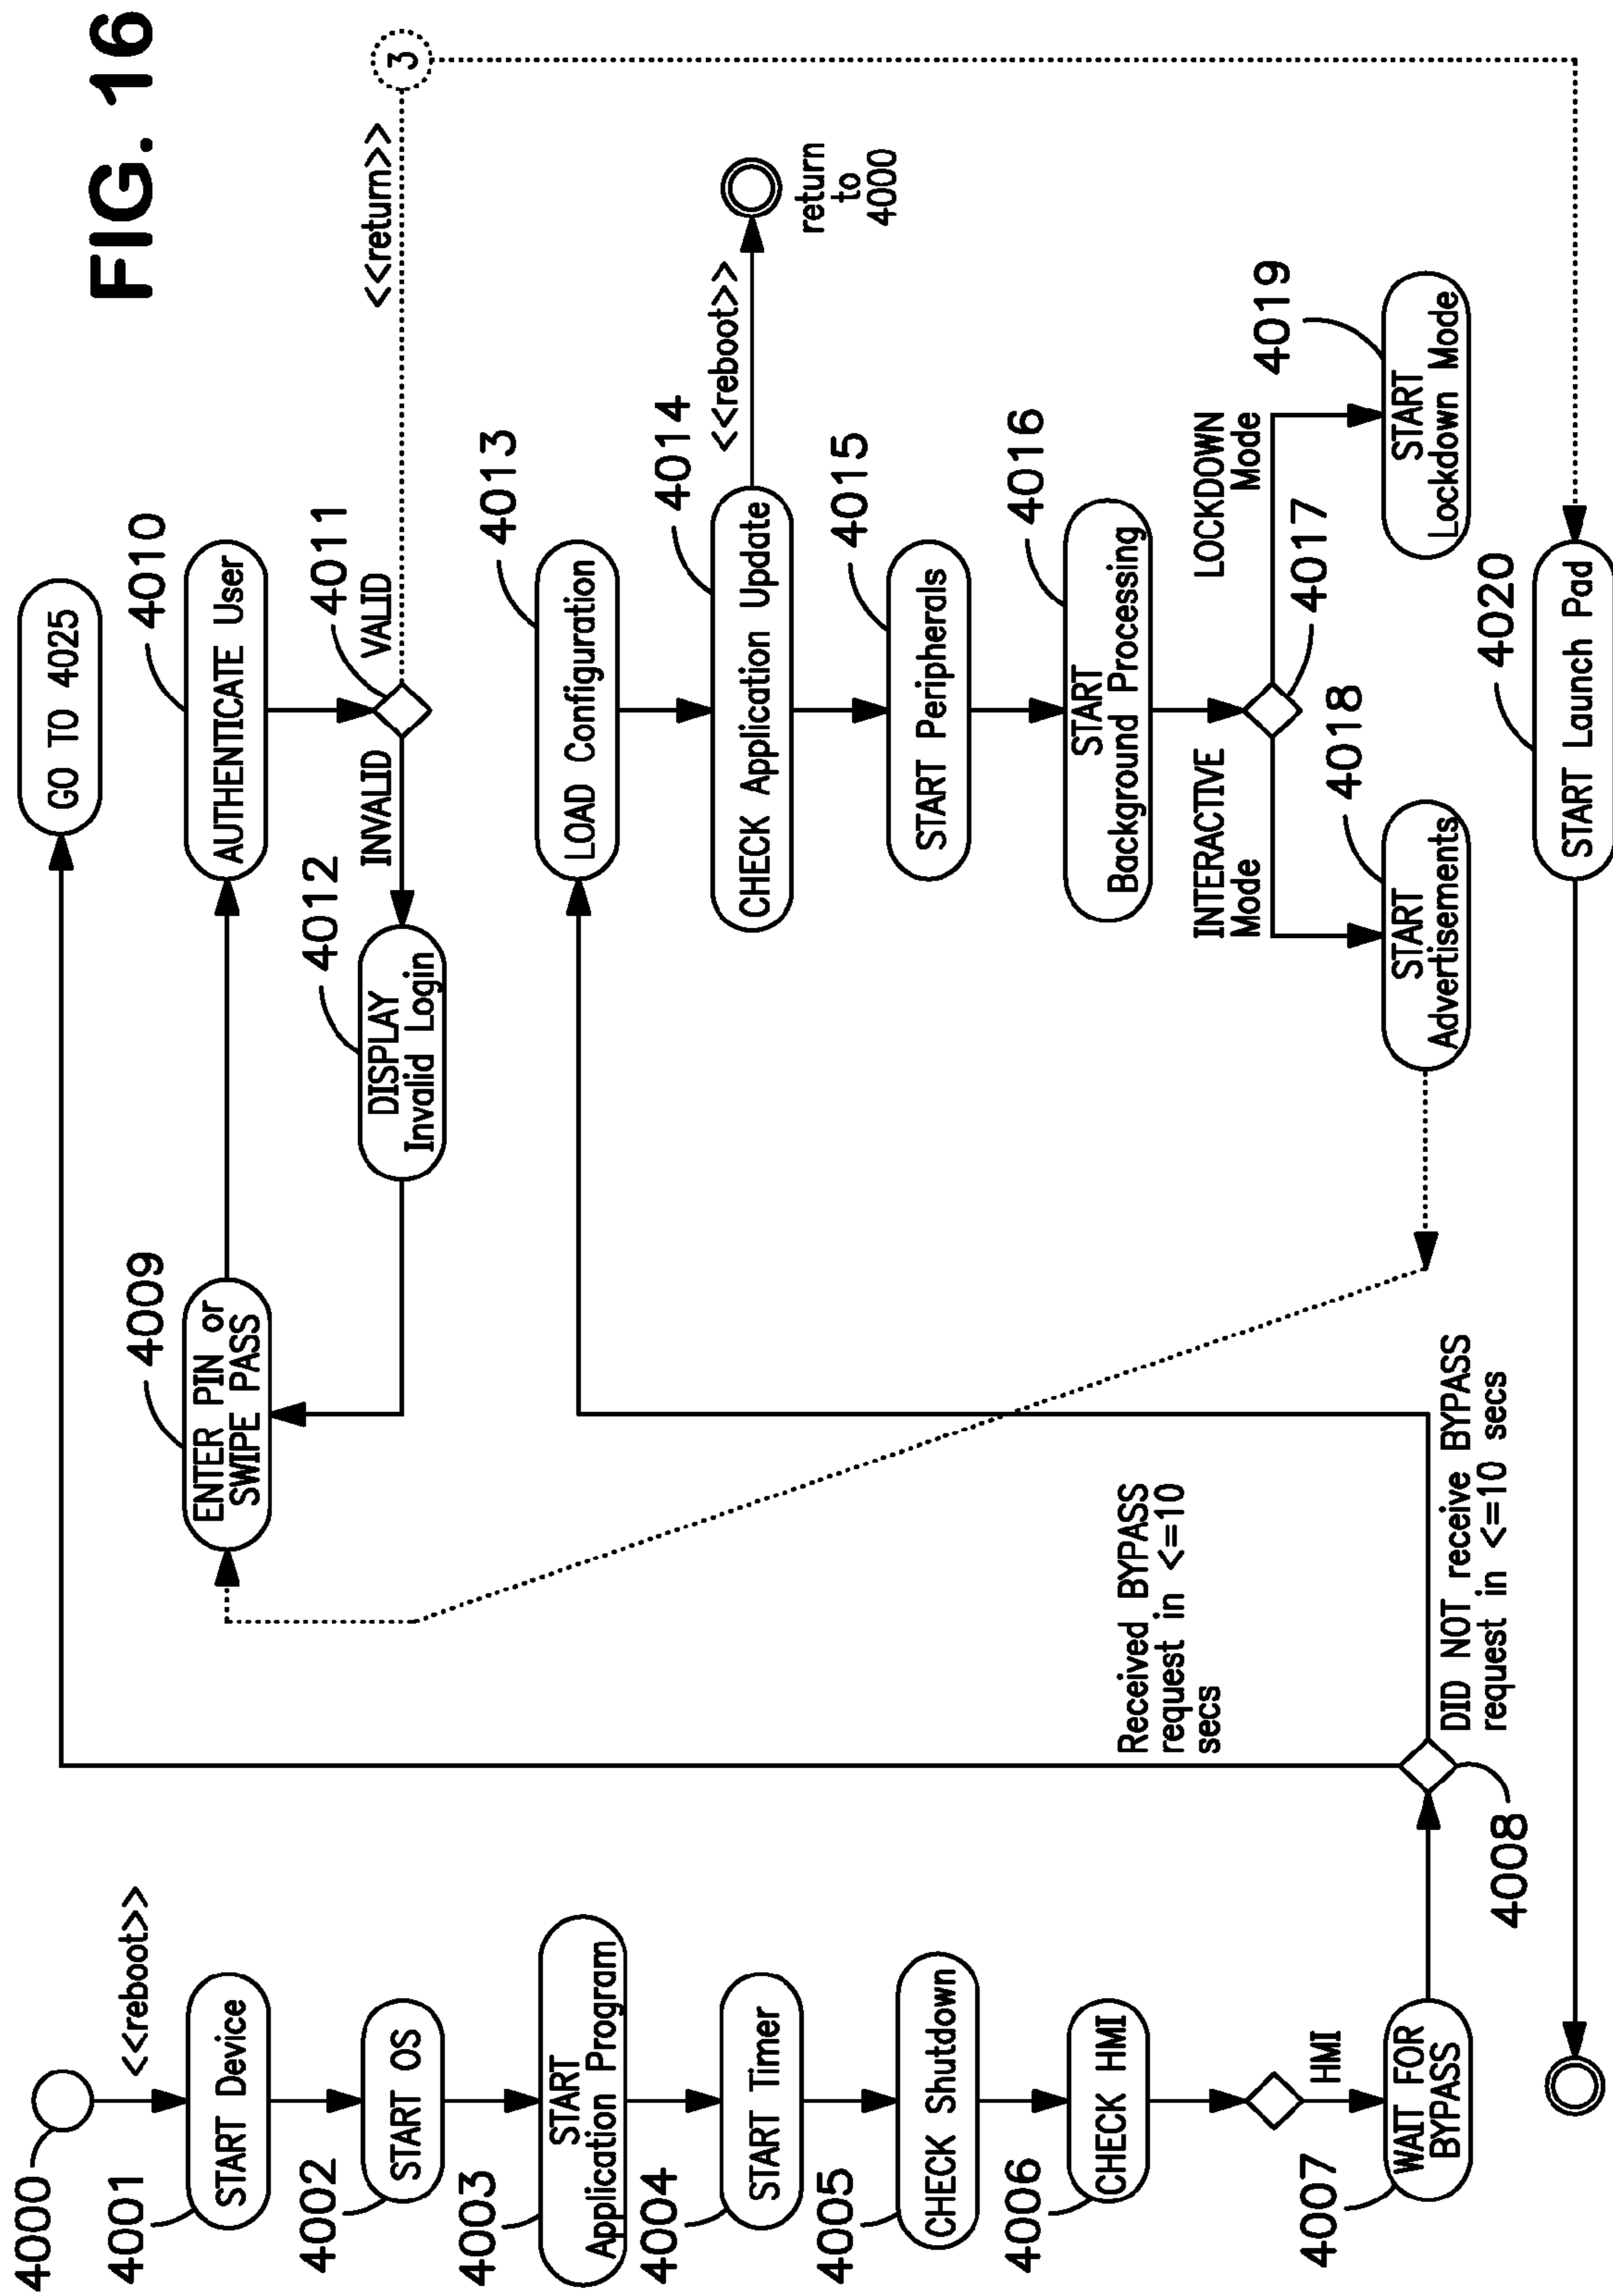 FIG. 16
4000
<<reboot>>
4001
START Device
4002
START OS
4003
START
Application Program
4004
START Timer
4005
CHECK Shutdown
4006
CHECK HMI
HMI
4007
WAIT FOR
BYPASS
4008
Received BYPASS
request in <=10
secs
DID NOT receive BYPASS
request in <=10 secs
GO TO 4025
4009
ENTER PIN or
SWIPE PASS
4010
AUTHENTICATE User
4011
INVALID
VALID
<<return>>
3
4012
DISPLAY
Invalid Login
4013
LOAD Configuration
4014
CHECK Application Update
<<reboot>>
return
to
4000
4015
START Peripherals
4016
START
Background Processing
4017
INTERACTIVE
Mode
LOCKDOWN
Mode
4018
START
Advertisements
4019
START
Lockdown Mode
4020
START Launch Pad